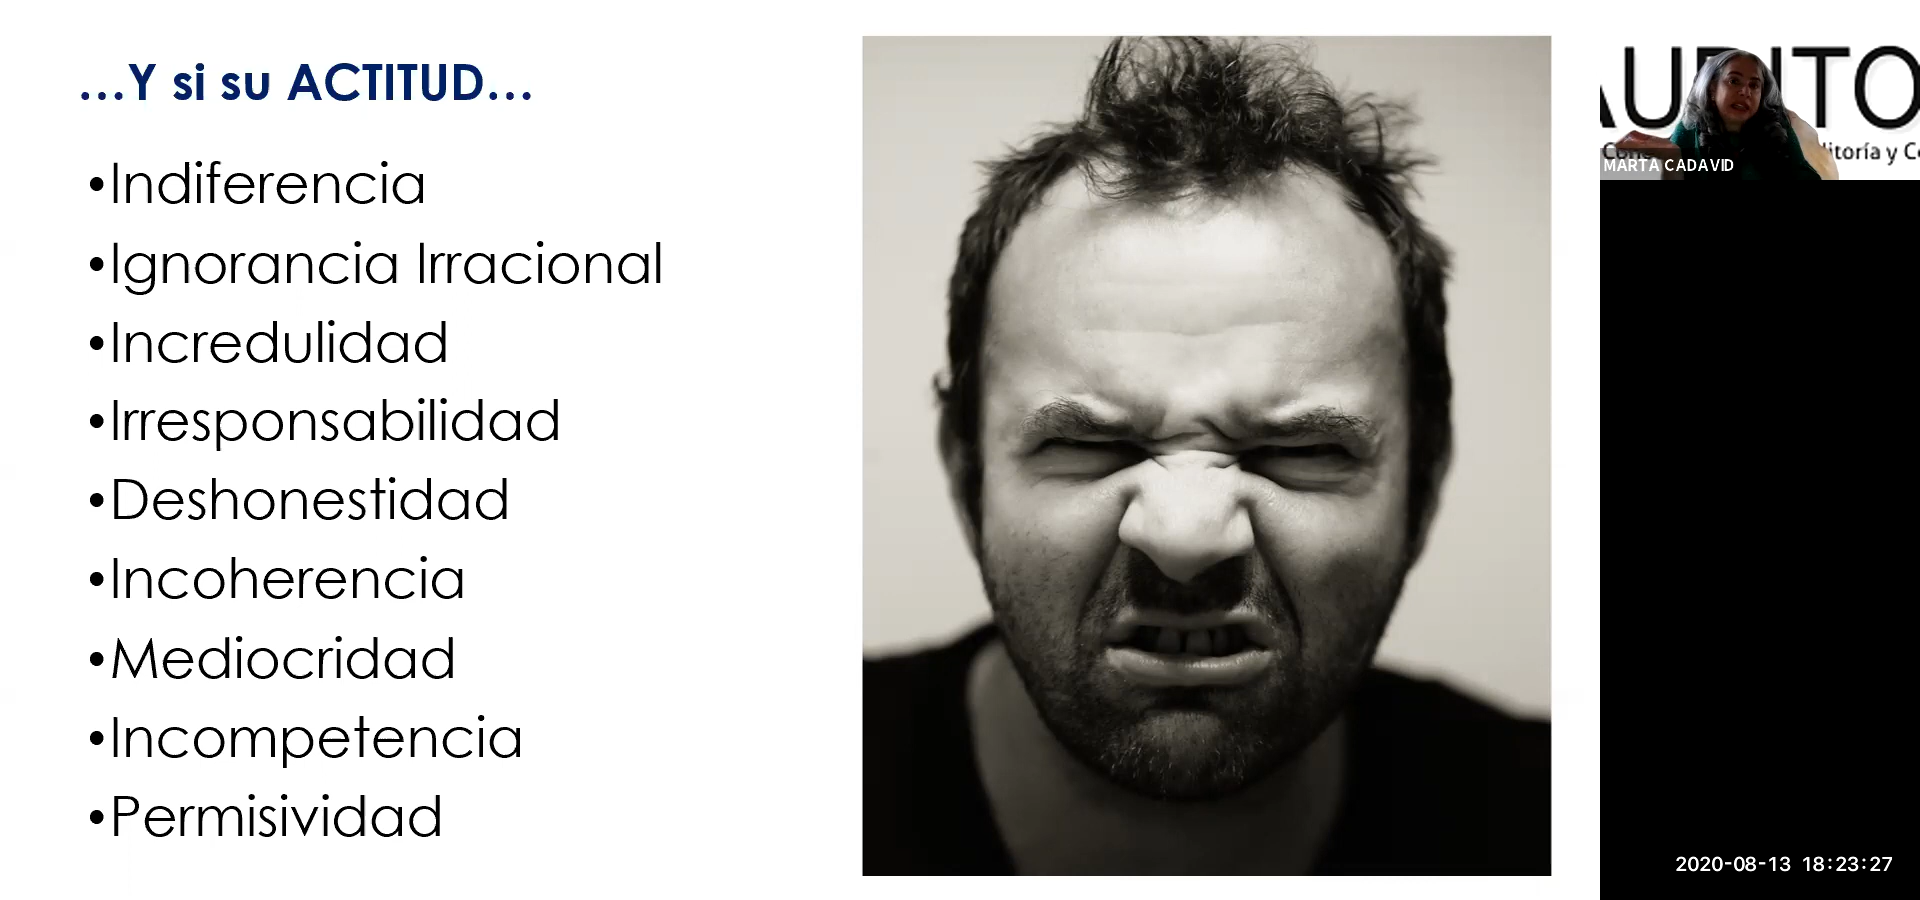 …Y si su ACTITUD…
•Indiferencia
•Ignorancia Irracional
•Incredulidad
•Irresponsabilidad
•Deshonestidad
•Incoherencia
•Mediocridad
•Incompetencia
•Permisividad
MARTA CADAVID
2020-08-13 18:23:27